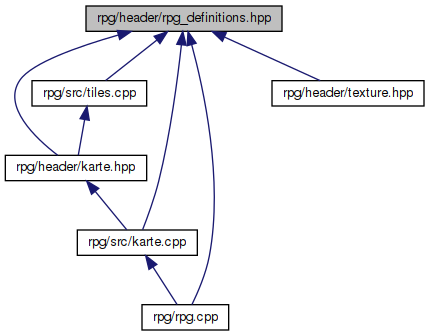 rpg/header/rpg_definitions.hpp
rpg/src/tiles.cpp
rpg/header/texture.hpp
rpg/header/karte.hpp
rpg/src/karte.cpp
rpg/rpg.cpp